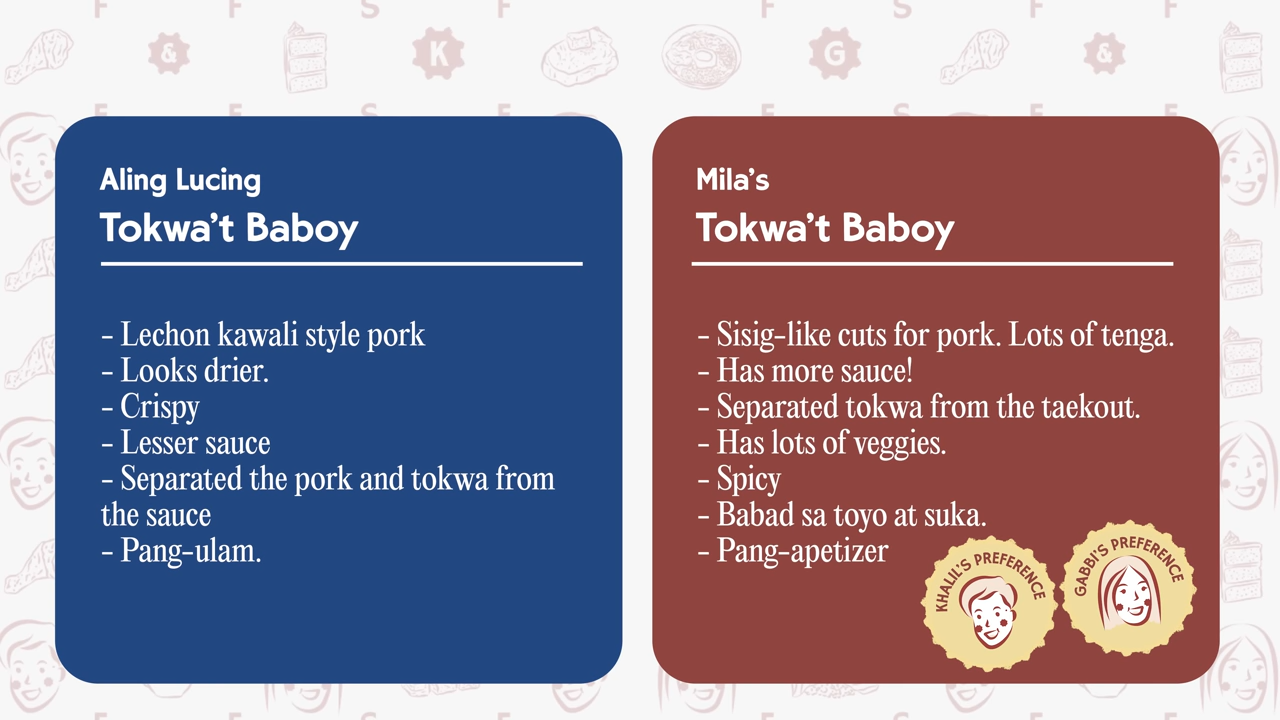 F F S F F S F F
& K G &
F F S F F S F F
Aling Lucing
Tokwa't Baboy
- Lechon kawali style pork
- Looks drier.
- Crispy
- Lesser sauce
- Separated the pork and tokwa from
the sauce
- Pang-ulam.
Mila's
Tokwa't Baboy
- Sisig-like cuts for pork. Lots of tenga.
- Has more sauce!
- Separated tokwa from the taekout.
- Has lots of veggies.
- Spicy
- Babad sa toyo at suka.
- Pang-apetizer
KHALIL'S PREFERENCE
GABBI'S PREFERENCE
F F S F F S F F